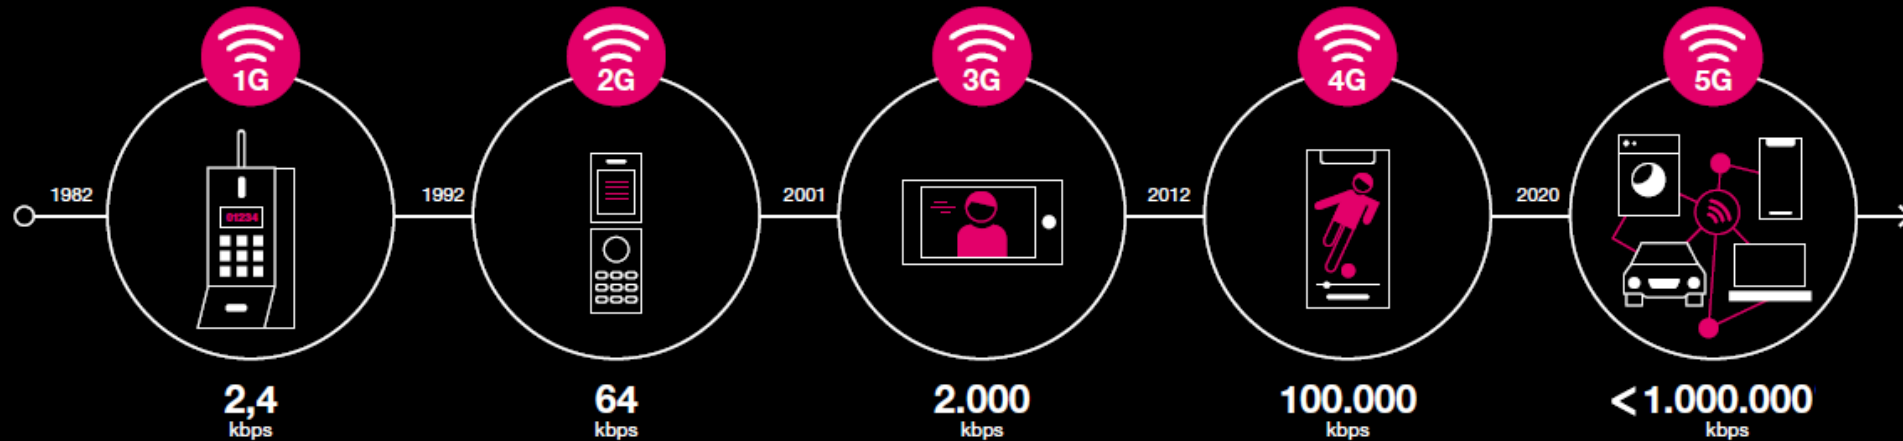 1G
2G
3G
4G
5G
1982
01234
1992
2001
2012
2020
2,4
kbps
64
kbps
2.000
kbps
100.000
kbps
<1.000.000
kbps